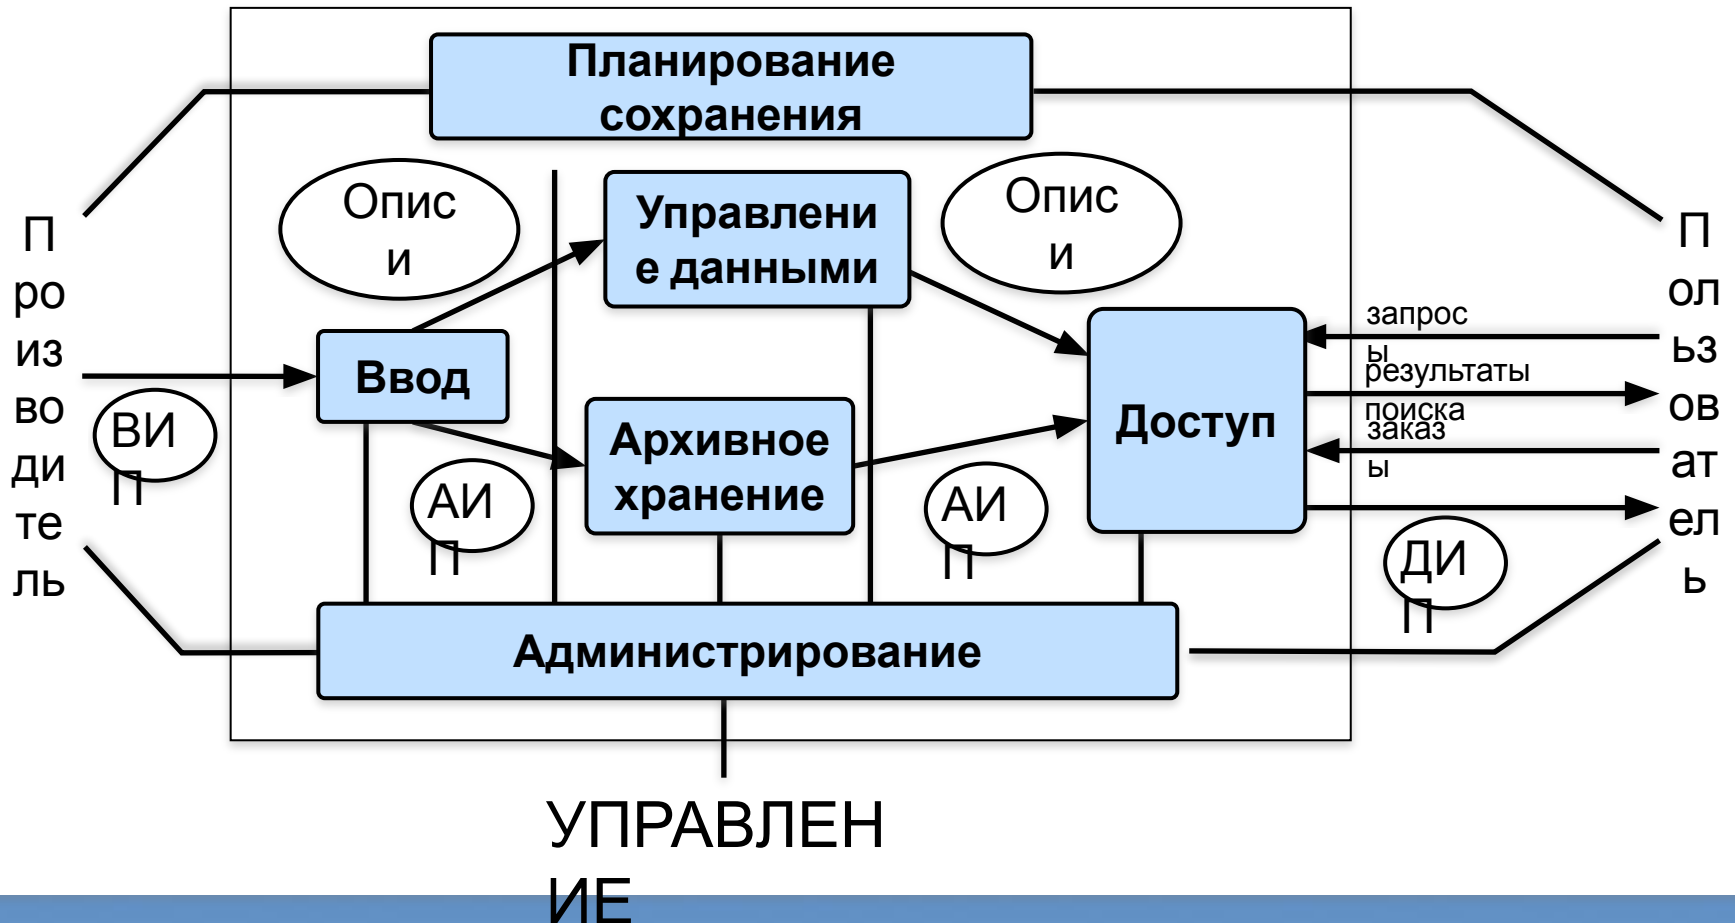 Планирование
сохранения
Опис
и
Управлени
е данными
Опис
и
П
ро
из
во
ди
те
ль
Ввод
ВИ
П
АИ
П
Архивное
хранение
АИ
П
Доступ
запрос
ы
результаты
поиска
заказ
ы
ДИ
П
П
ол
ьз
ов
ат
ел
ь
Администрирование
УПРАВЛЕН
ИЕ